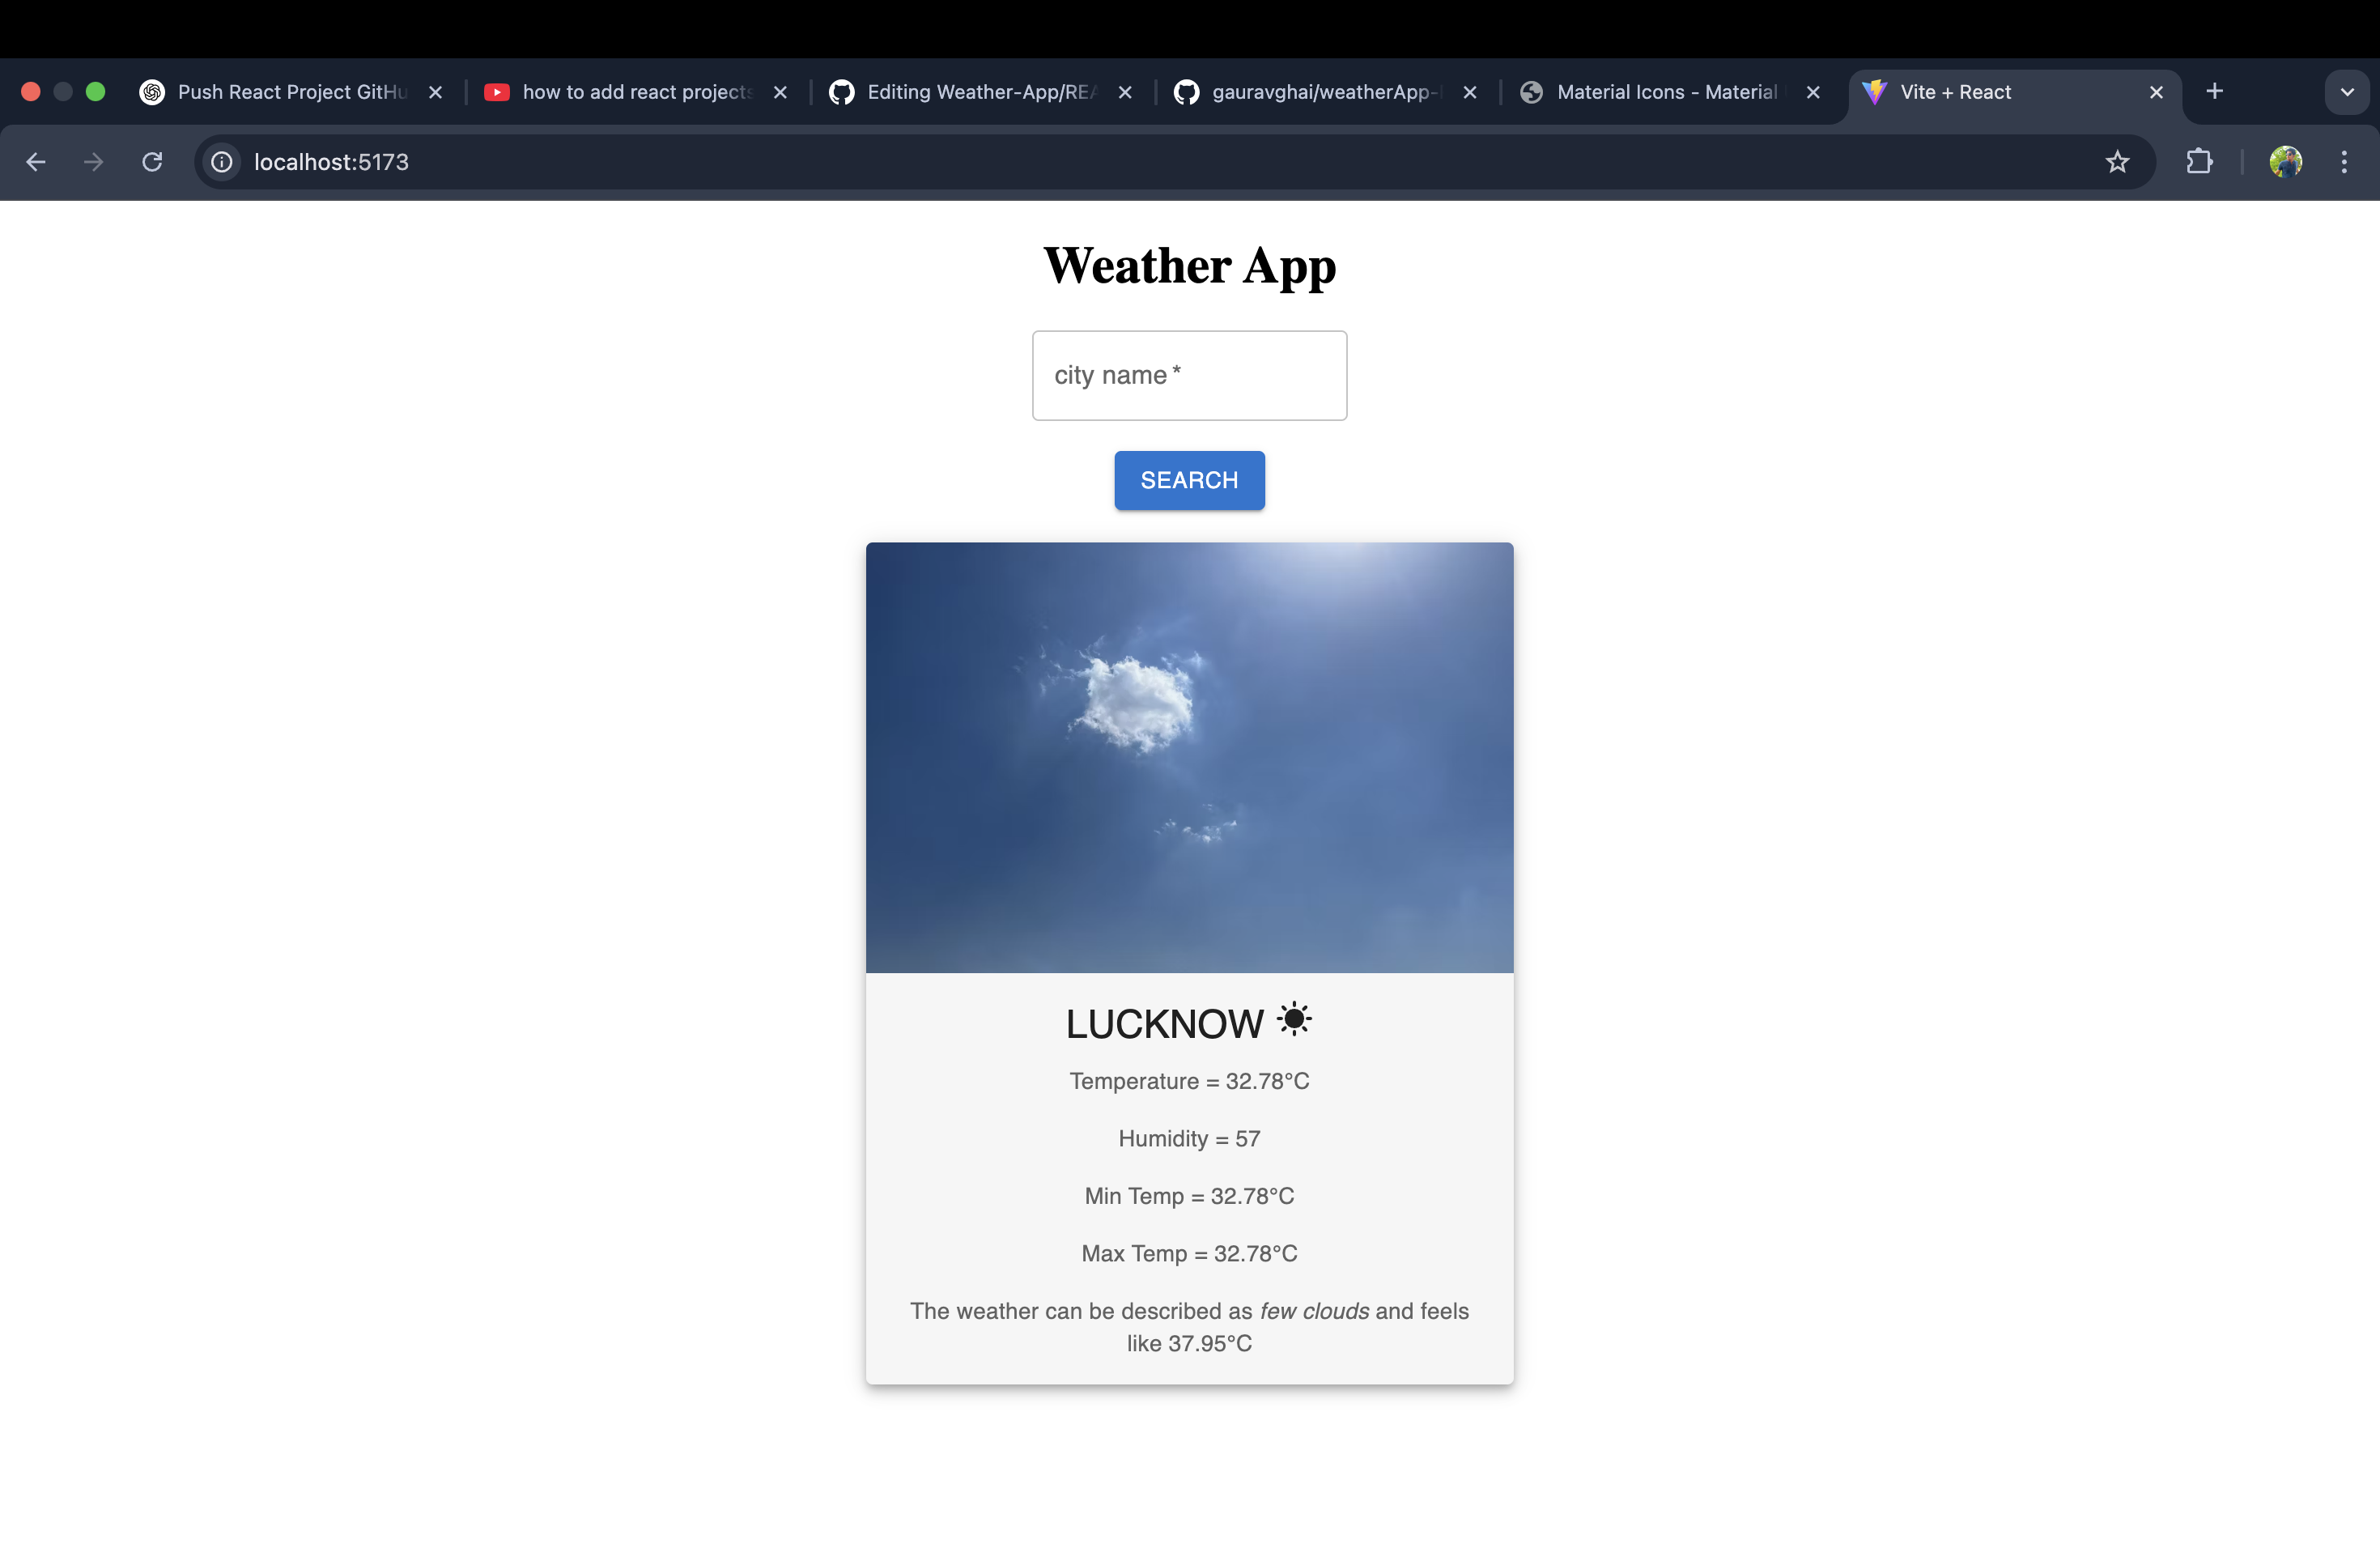 Push React Project GitHu
how to add react projects
Editing Weather-App/REA
gauravghai/weatherApp-
Material Icons - Material
Vite + React
localhost:5173
Weather App
city name *
SEARCH
LUCKNOW
Temperature = 32.78°C
Humidity = 57
Min Temp = 32.78°C
Max Temp = 32.78°C
The weather can be described as few clouds and feels
like 37.95°C